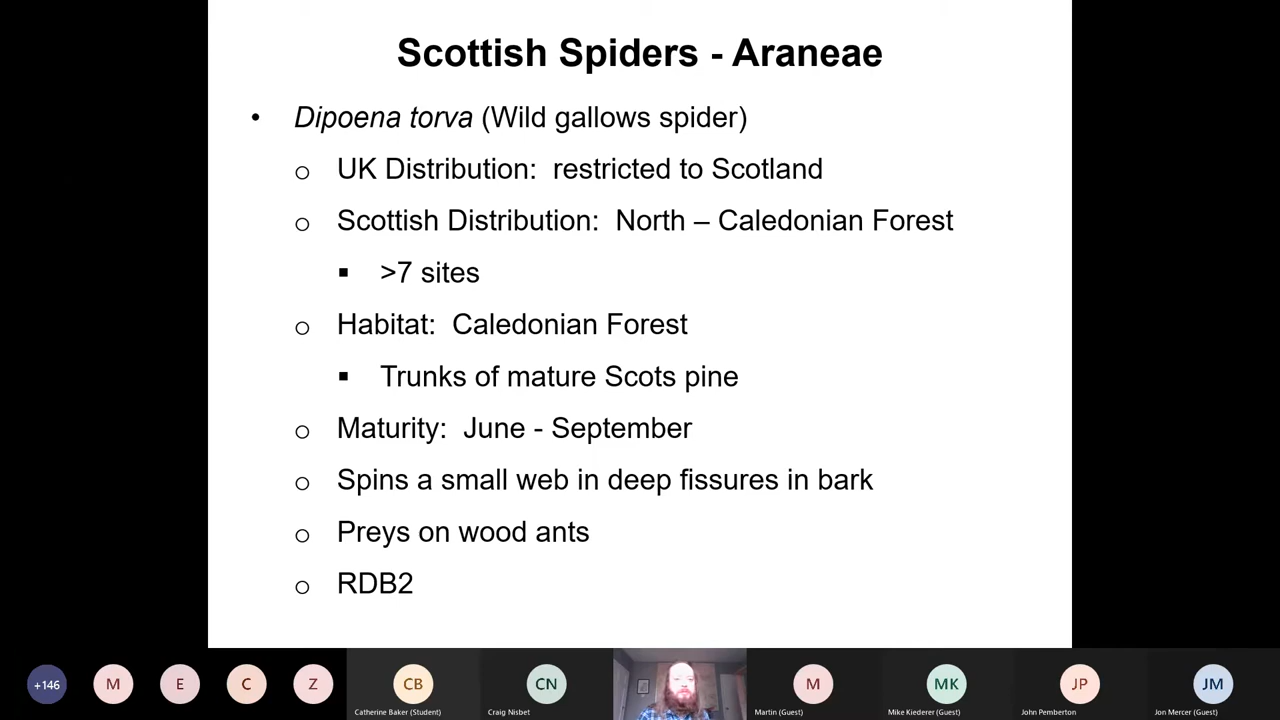 Scottish Spiders - Araneae
• Dipoena torva (Wild gallows spider)
o UK Distribution: restricted to Scotland
o Scottish Distribution: North – Caledonian Forest
▪ >7 sites
o Habitat: Caledonian Forest
▪ Trunks of mature Scots pine
o Maturity: June - September
o Spins a small web in deep fissures in bark
o Preys on wood ants
o RDB2
+146 M E C Z CB CN M MK JP JM
Catherine Baker (Student) Craig Nisbet Martin (Guest) Mike Kiederer (Guest) John Pemberton Jon Mercer (Guest)